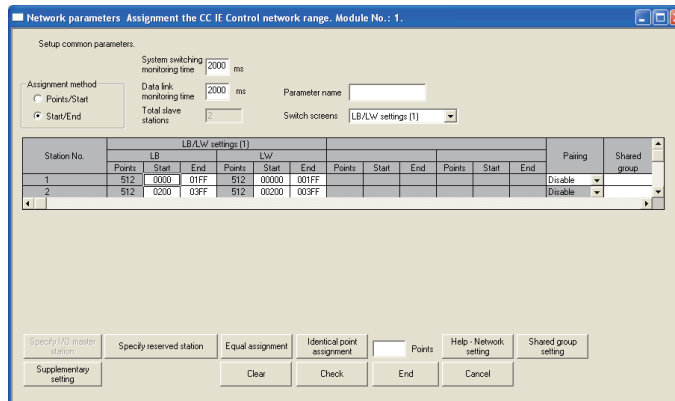 Network parameters Assignment the CC IE Control network range. Module No.: 1.
Setup common parameters.
System switching monitoring time 2000 ms
Assignment method
Points/Start
Start/End
Data link monitoring time 2000 ms
Parameter name
Total slave stations 2
Switch screens LB/LW settings (1)
LB/LW settings (1)
Station No. LB LW Pairing Shared group
Points Start End Points Start End Points Start End Points Start End
1 512 0000 01FF 512 00000 001FF Disable
2 512 0200 03FF 512 00200 003FF Disable
Specify I/O master station
Specify reserved station
Equal assignment
Identical point assignment
Points
Help - Network setting
Shared group setting
Supplementary setting
Clear
Check
End
Cancel